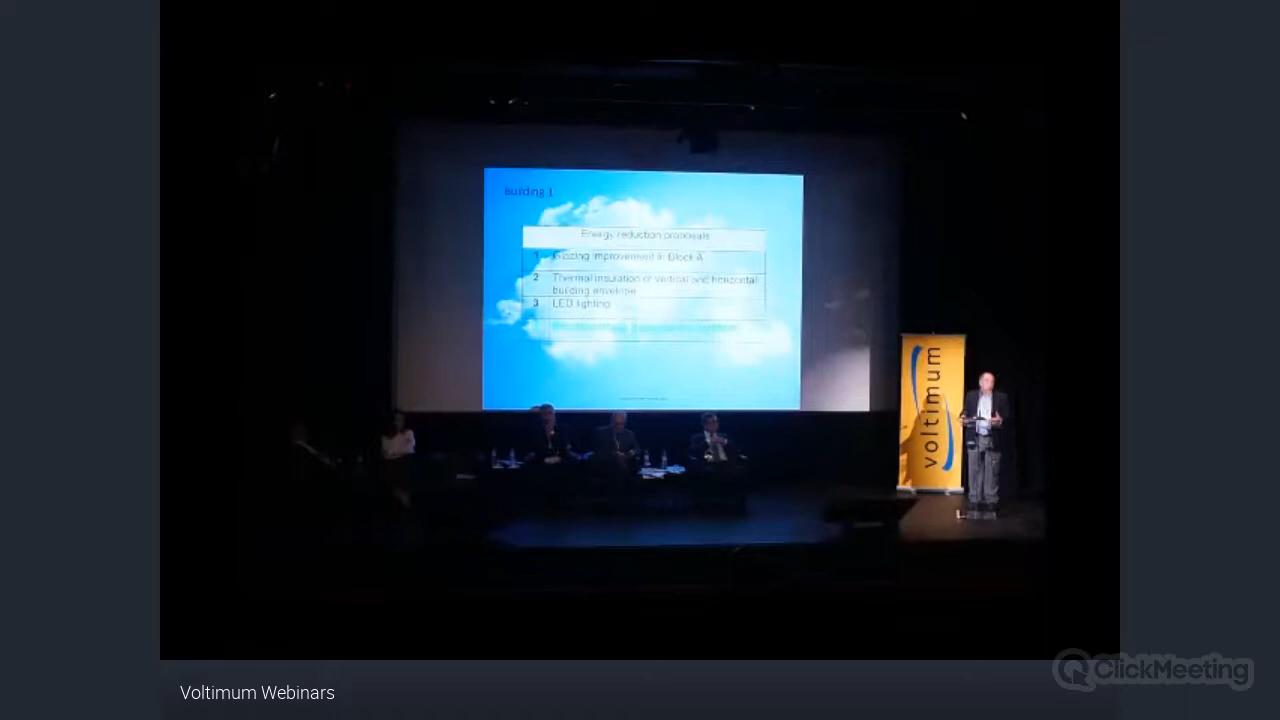 Building 1
Energy reduction proposals
1 Glazing improvement in Block A
2 Thermal insulation of vertical and horizontal
building envelope
3 LED lighting
voltimum
Voltimum Webinars
ClickMeeting